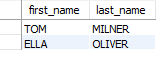 first_name last_name
TOM MILNER
ELLA OLIVER